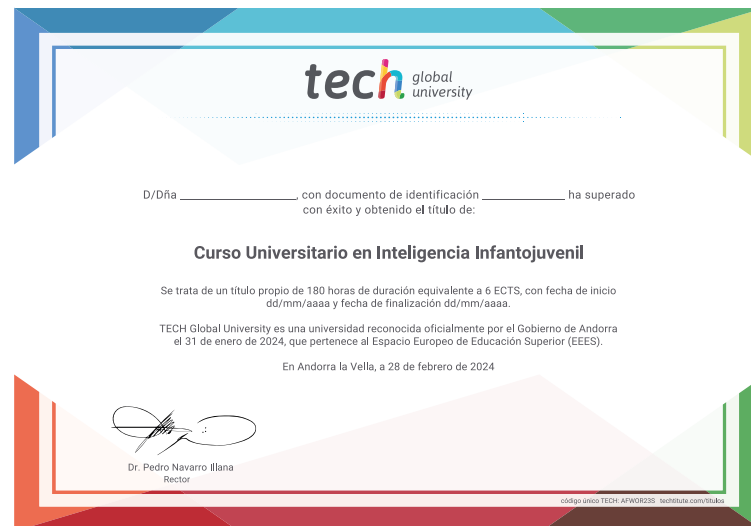 tech global university
D/Dña ____________, con documento de identificación ____________ ha superado
con éxito y obtenido el título de:
Curso Universitario en Inteligencia Infantojuvenil
Se trata de un título propio de 180 horas de duración equivalente a 6 ECTS, con fecha de inicio
dd/mm/aaaa y fecha de finalización dd/mm/aaaa.
TECH Global University es una universidad reconocida oficialmente por el Gobierno de Andorra
el 31 de enero de 2024, que pertenece al Espacio Europeo de Educación Superior (EEES).
En Andorra la Vella, a 28 de febrero de 2024
Dr. Pedro Navarro Illana
Rector
código único TECH: AFWOR23S techtitute.com/titulos